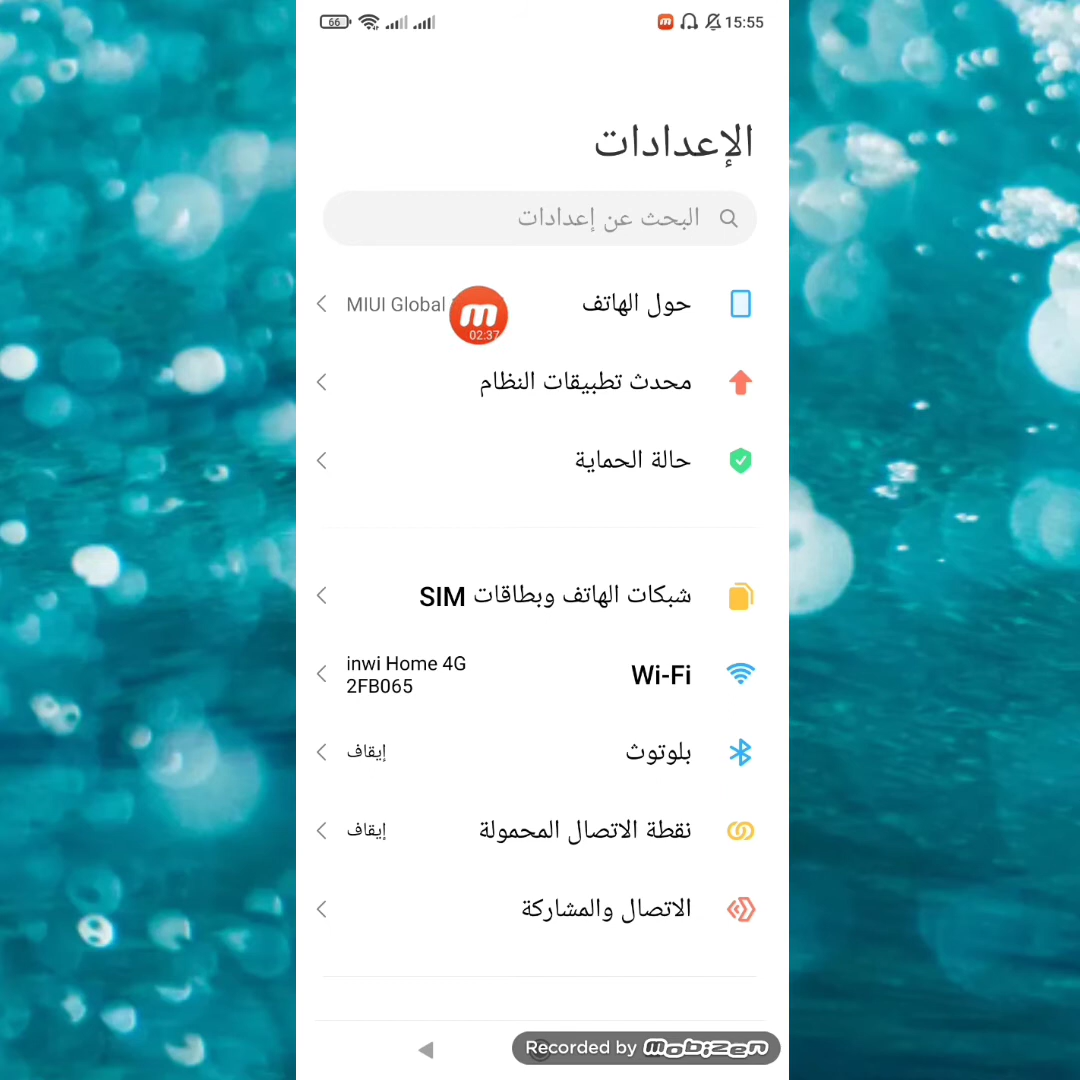 66
15:55
الإعدادات
البحث عن إعدادات
حول الهاتف
MIUI Global
m
02:37
محدث تطبيقات النظام
حالة الحماية
شبكات الهاتف وبطاقات SIM
Wi-Fi
inwi Home 4G
2FB065
بلوتوث
إيقاف
نقطة الاتصال المحمولة
إيقاف
الاتصال والمشاركة
Recorded by mobizen